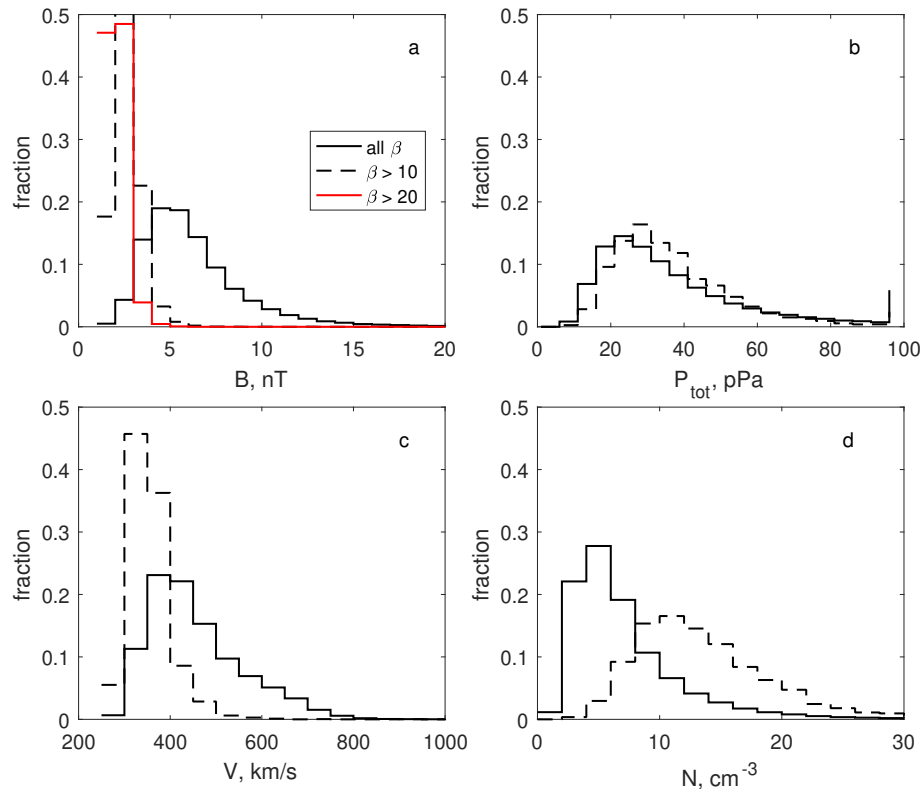 0.5
0.4
0.3
0.2
0.1
0
fraction
a
all β
β > 10
β > 20
5 10 15 20
B, nT
0.5
0.4
0.3
0.2
0.1
0
fraction
b
0 20 40 60 80 100
P_tot, pPa
0.5
0.4
0.3
0.2
0.1
0
fraction
c
200 400 600 800 1000
V, km/s
0.5
0.4
0.3
0.2
0.1
0
fraction
d
0 10 20 30
N, cm^-3